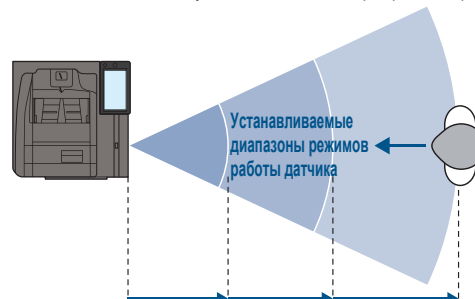 Устанавливаемые
диапазоны режимов
работы датчика